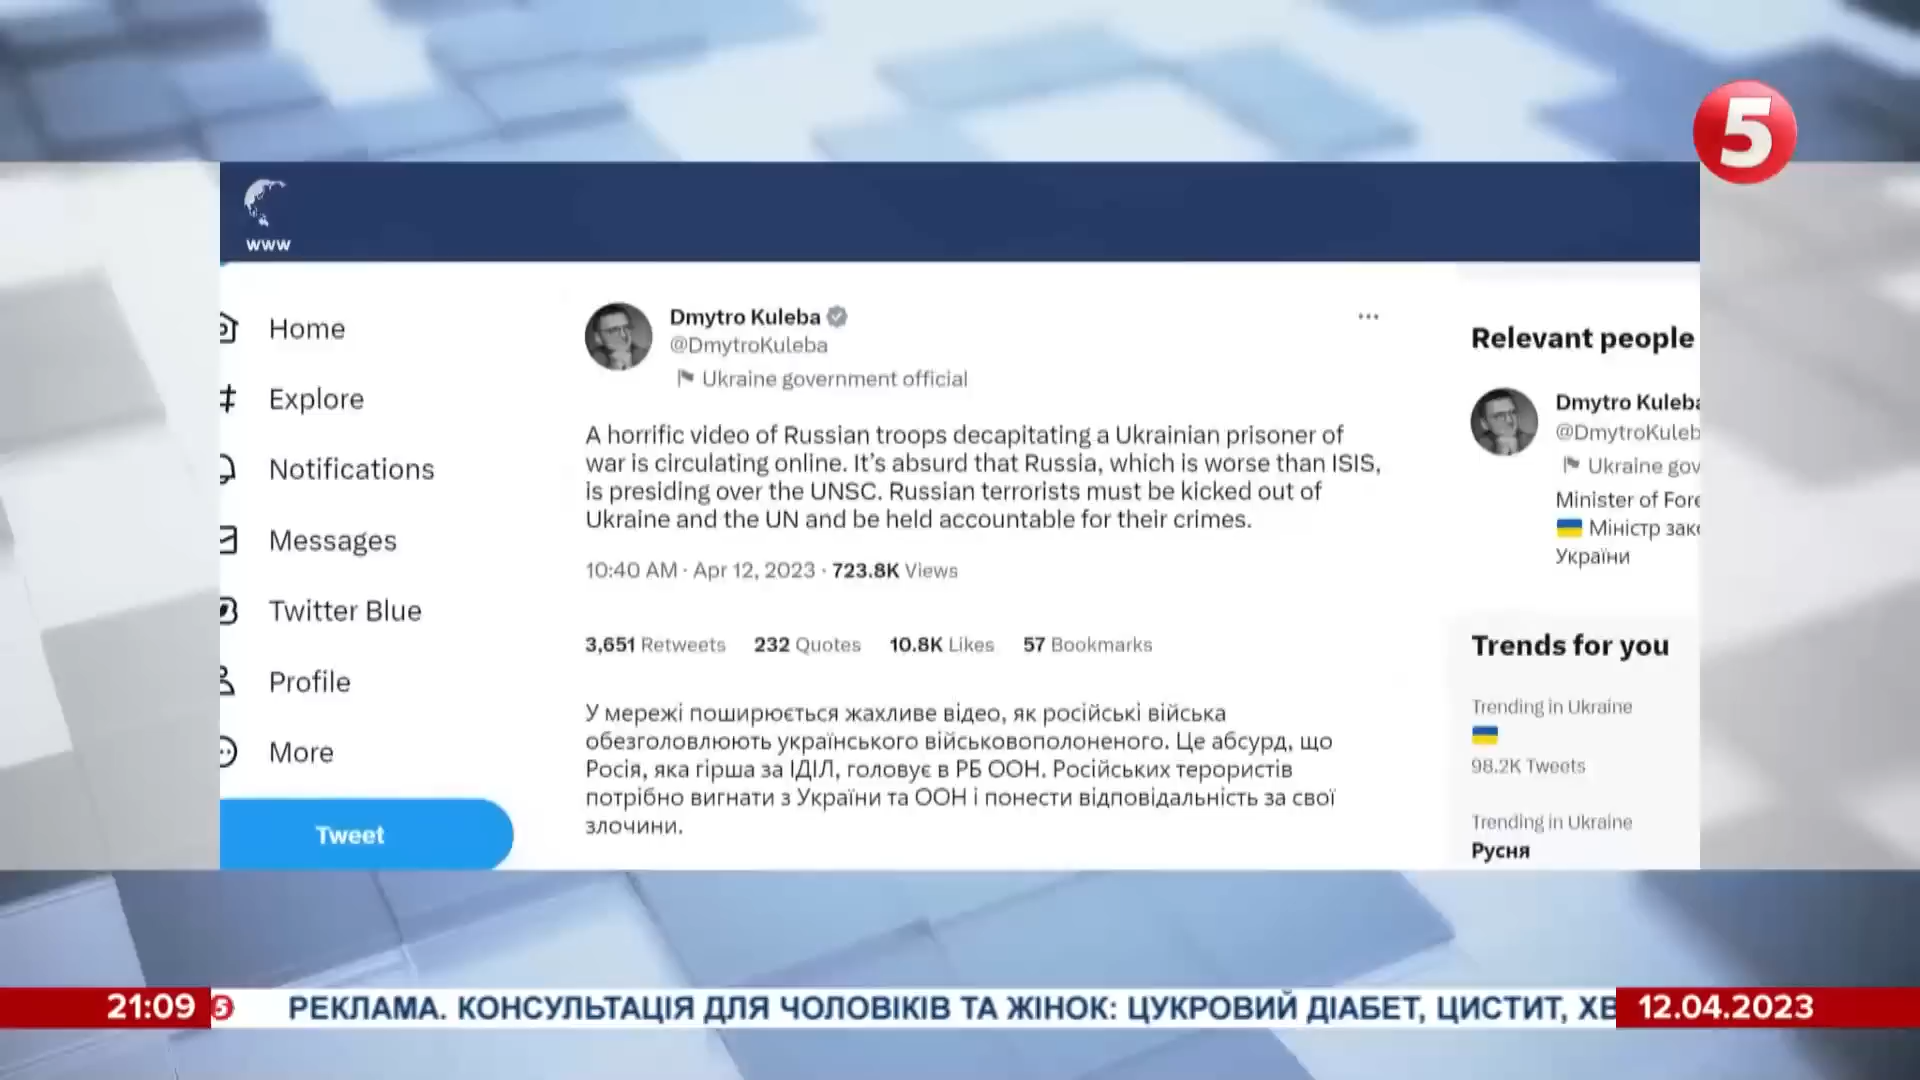 5
www
Home
Explore
Notifications
Messages
Twitter Blue
Profile
More
Tweet
Dmytro Kuleba
@DmytroKuleba
Ukraine government official
A horrific video of Russian troops decapitating a Ukrainian prisoner of
war is circulating online. It’s absurd that Russia, which is worse than ISIS,
is presiding over the UNSC. Russian terrorists must be kicked out of
Ukraine and the UN and be held accountable for their crimes.
10:40 AM · Apr 12, 2023 · 723.8K Views
3,651 Retweets 232 Quotes 10.8K Likes 57 Bookmarks
У мережі поширюється жахливе відео, як російські війська
обезголовлюють українського військовополоненого. Це абсурд, що
Росія, яка гірша за ІДІЛ, головує в РБ ООН. Російських терористів
потрібно вигнати з України та ООН і понести відповідальність за свої
злочини.
Relevant people
Dmytro Kuleba
@DmytroKuleb
Ukraine gov
Minister of Fore
Міністр зако
України
Trends for you
Trending in Ukraine
98.2K Tweets
Trending in Ukraine
Русня
21:09 5 РЕКЛАМА. КОНСУЛЬТАЦІЯ ДЛЯ ЧОЛОВІКІВ ТА ЖІНОК: ЦУКРОВИЙ ДІАБЕТ, ЦИСТИТ, ХВ 12.04.2023